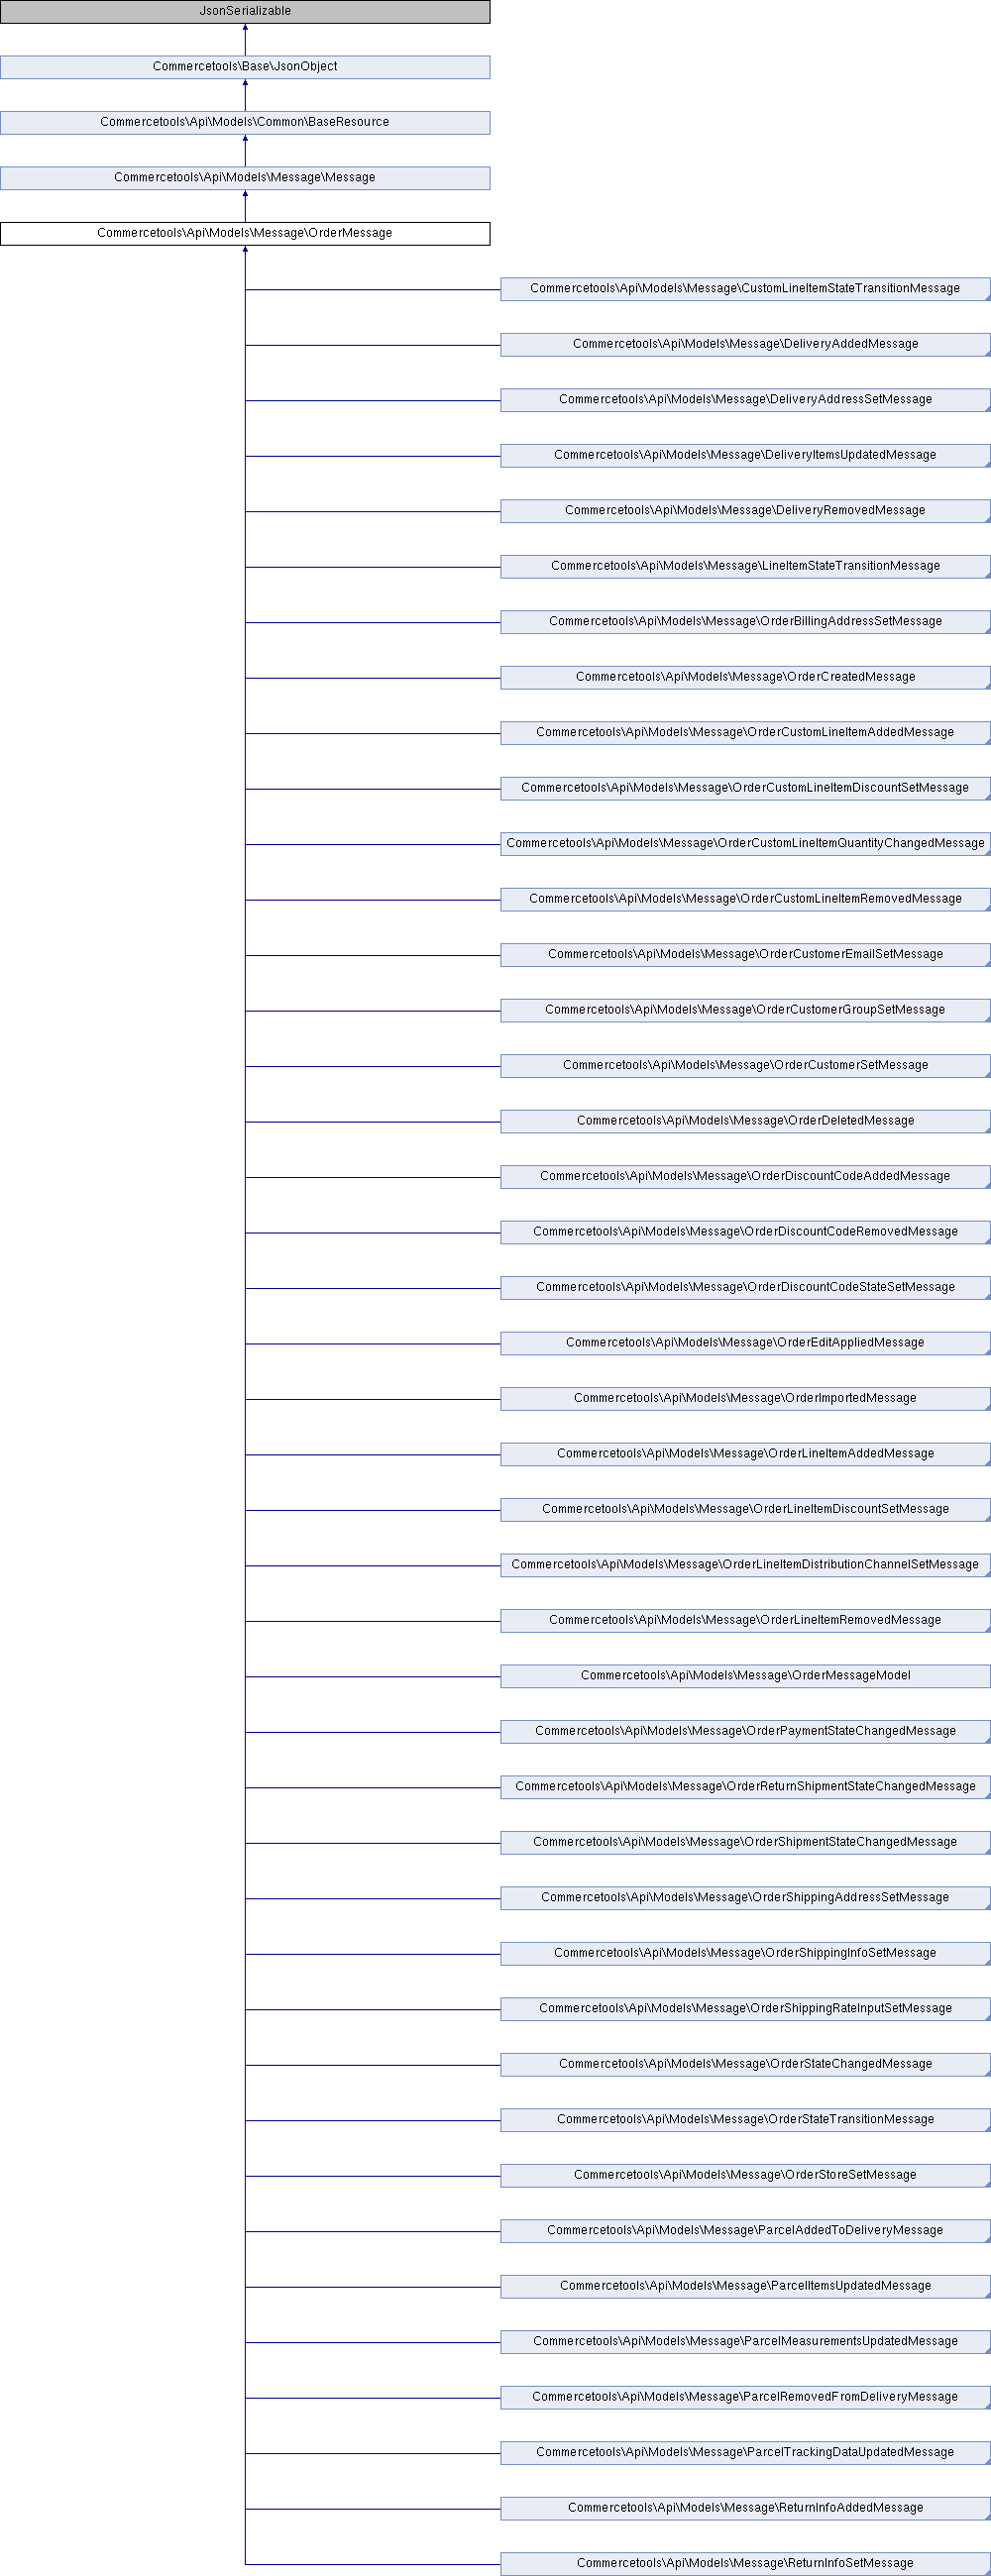 JsonSerializable
Commercetools\Base\JsonObject
Commercetools\Api\Models\Common\BaseResource
Commercetools\Api\Models\Message\Message
Commercetools\Api\Models\Message\OrderMessage
Commercetools\Api\Models\Message\CustomLineItemStateTransitionMessage
Commercetools\Api\Models\Message\DeliveryAddedMessage
Commercetools\Api\Models\Message\DeliveryAddressSetMessage
Commercetools\Api\Models\Message\DeliveryItemsUpdatedMessage
Commercetools\Api\Models\Message\DeliveryRemovedMessage
Commercetools\Api\Models\Message\LineItemStateTransitionMessage
Commercetools\Api\Models\Message\OrderBillingAddressSetMessage
Commercetools\Api\Models\Message\OrderCreatedMessage
Commercetools\Api\Models\Message\OrderCustomLineItemAddedMessage
Commercetools\Api\Models\Message\OrderCustomLineItemDiscountSetMessage
Commercetools\Api\Models\Message\OrderCustomLineItemQuantityChangedMessage
Commercetools\Api\Models\Message\OrderCustomLineItemRemovedMessage
Commercetools\Api\Models\Message\OrderCustomerEmailSetMessage
Commercetools\Api\Models\Message\OrderCustomerGroupSetMessage
Commercetools\Api\Models\Message\OrderCustomerSetMessage
Commercetools\Api\Models\Message\OrderDeletedMessage
Commercetools\Api\Models\Message\OrderDiscountCodeAddedMessage
Commercetools\Api\Models\Message\OrderDiscountCodeRemovedMessage
Commercetools\Api\Models\Message\OrderDiscountCodeStateSetMessage
Commercetools\Api\Models\Message\OrderEditAppliedMessage
Commercetools\Api\Models\Message\OrderImportedMessage
Commercetools\Api\Models\Message\OrderLineItemAddedMessage
Commercetools\Api\Models\Message\OrderLineItemDiscountSetMessage
Commercetools\Api\Models\Message\OrderLineItemDistributionChannelSetMessage
Commercetools\Api\Models\Message\OrderLineItemRemovedMessage
Commercetools\Api\Models\Message\OrderMessageModel
Commercetools\Api\Models\Message\OrderPaymentStateChangedMessage
Commercetools\Api\Models\Message\OrderReturnShipmentStateChangedMessage
Commercetools\Api\Models\Message\OrderShipmentStateChangedMessage
Commercetools\Api\Models\Message\OrderShippingAddressSetMessage
Commercetools\Api\Models\Message\OrderShippingInfoSetMessage
Commercetools\Api\Models\Message\OrderShippingRateInputSetMessage
Commercetools\Api\Models\Message\OrderStateChangedMessage
Commercetools\Api\Models\Message\OrderStateTransitionMessage
Commercetools\Api\Models\Message\OrderStoreSetMessage
Commercetools\Api\Models\Message\ParcelAddedToDeliveryMessage
Commercetools\Api\Models\Message\ParcelItemsUpdatedMessage
Commercetools\Api\Models\Message\ParcelMeasurementsUpdatedMessage
Commercetools\Api\Models\Message\ParcelRemovedFromDeliveryMessage
Commercetools\Api\Models\Message\ParcelTrackingDataUpdatedMessage
Commercetools\Api\Models\Message\ReturnInfoAddedMessage
Commercetools\Api\Models\Message\ReturnInfoSetMessage